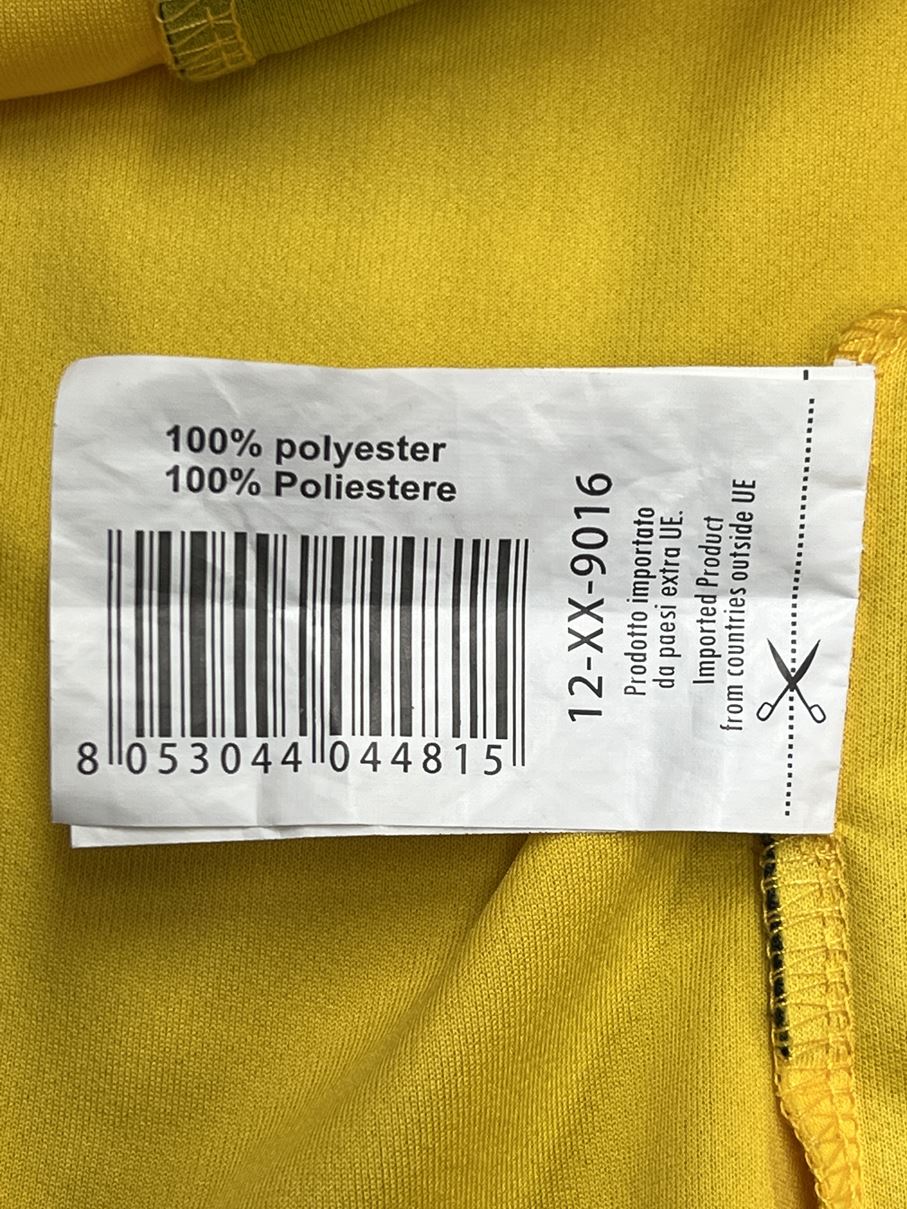 100% polyester
100% Poliestere
8 053044 044815
12-XX-9016
Prodotto importato
da paesi extra UE.
Imported Product
from countries outside UE